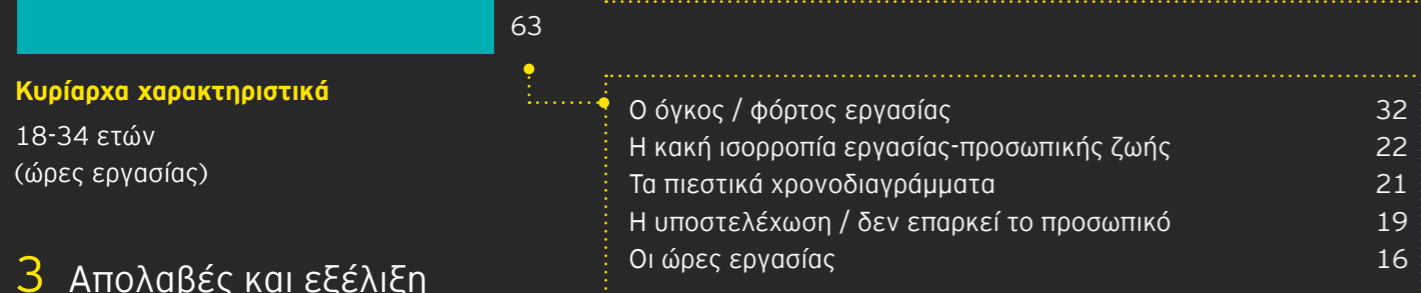 63
Κυρίαρχα χαρακτηριστικά
18-34 ετών
(ώρες εργασίας)
Ο όγκος / φόρτος εργασίας 32
Η κακή ισορροπία εργασίας-προσωπικής ζωής 22
Τα πιεστικά χρονοδιαγράμματα 21
Η υποστελέχωση / δεν επαρκεί το προσωπικό 19
Οι ώρες εργασίας 16
3 Απολαβές και εξέλιξη